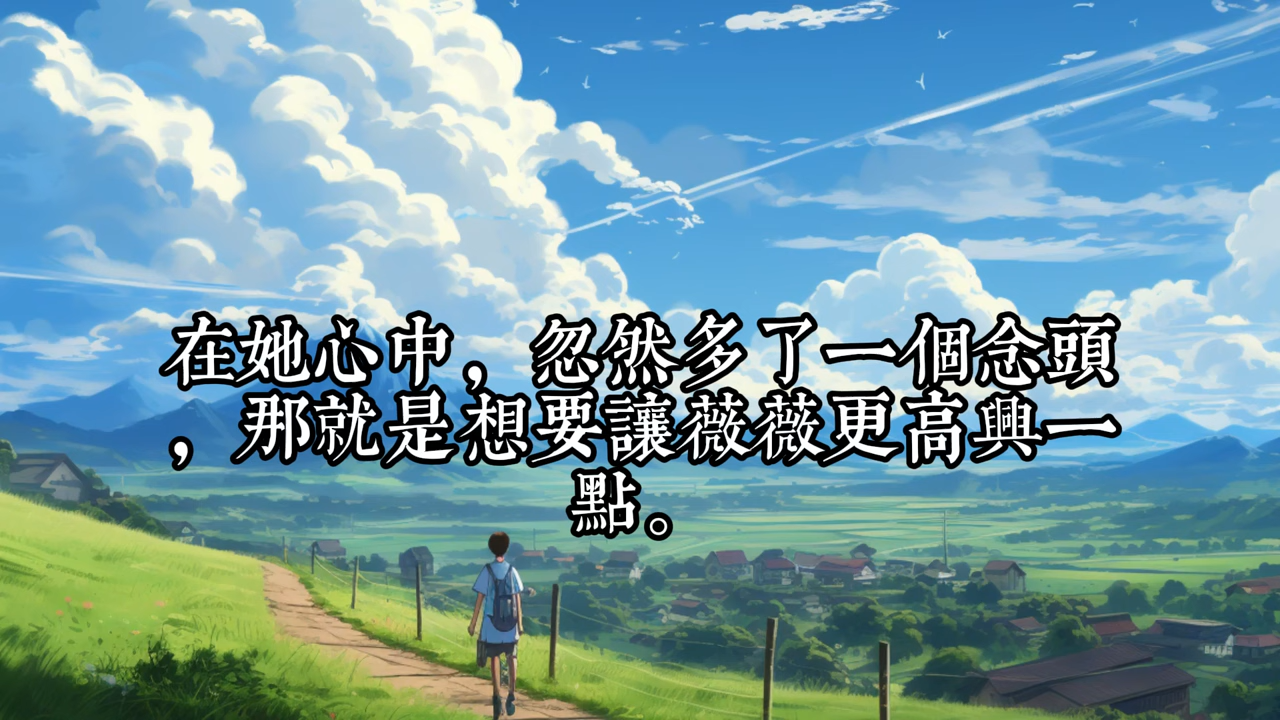 在她心中，忽然多了一個念頭
，那就是想要讓薇薇更高興一
點。